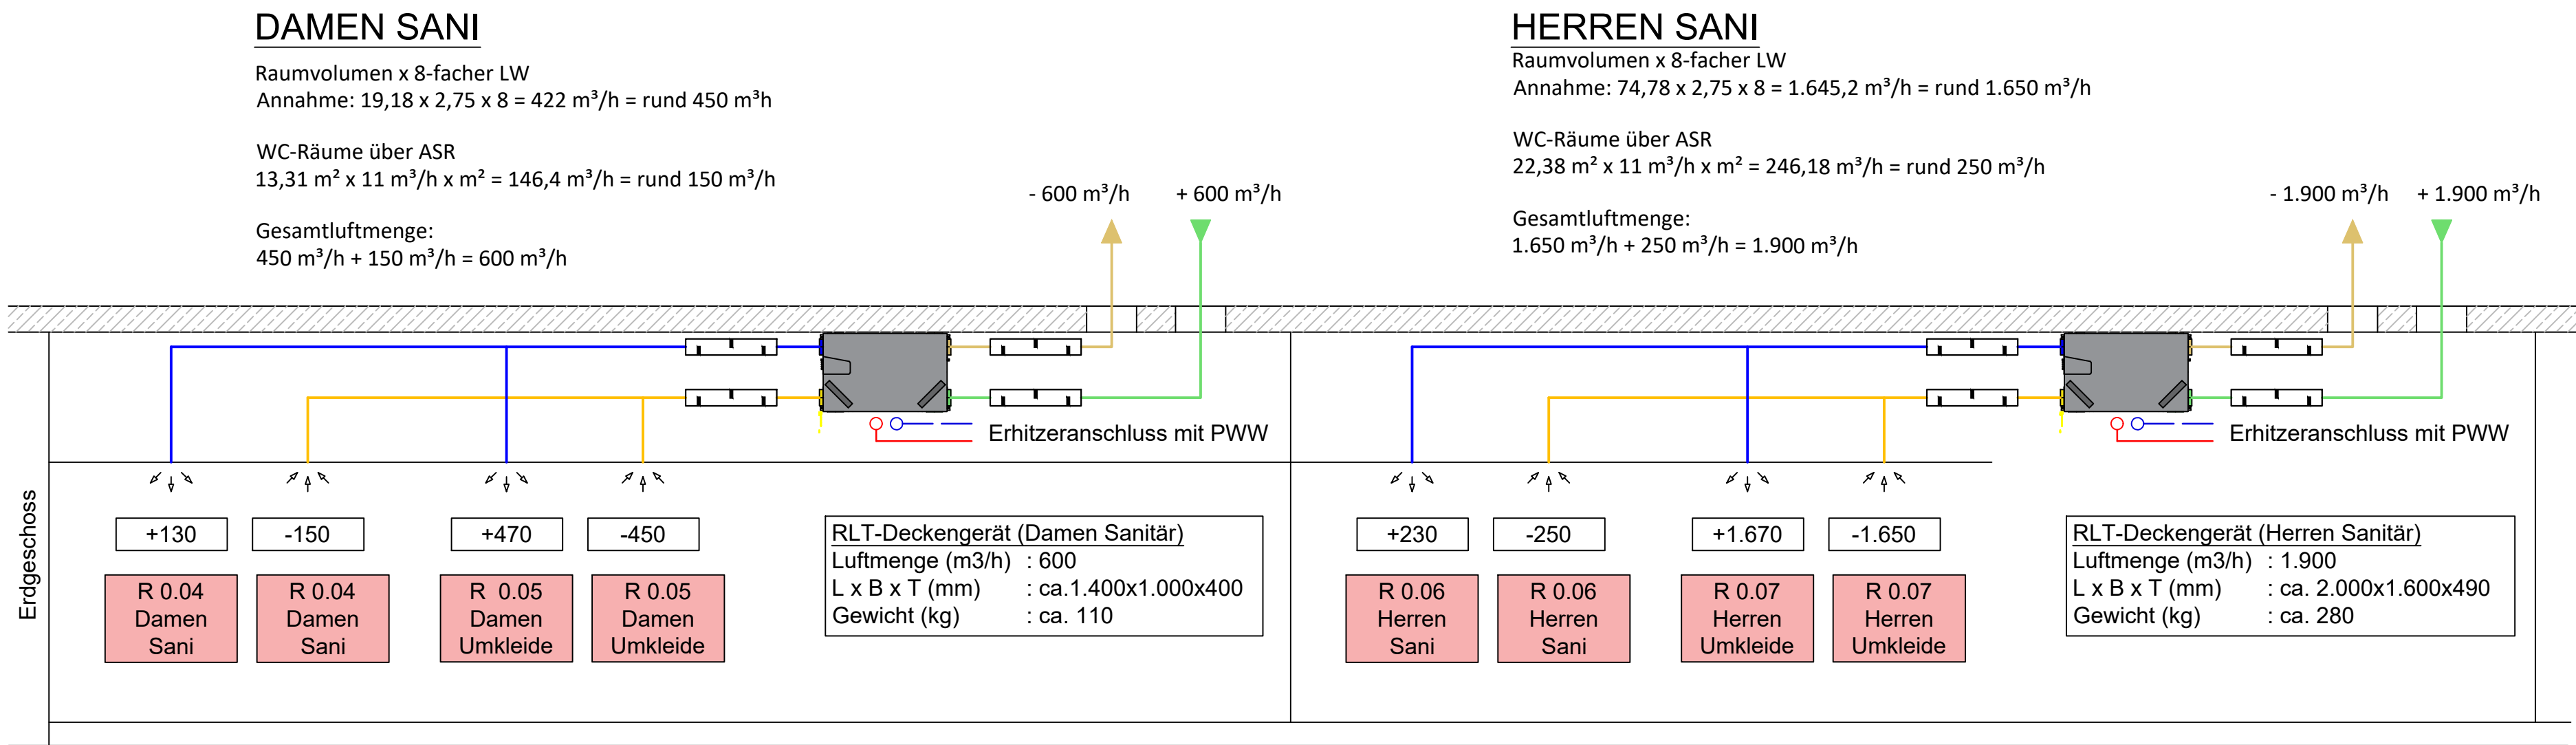 DAMEN SANI
Raumvolumen x 8-facher LW
Annahme: 19,18 x 2,75 x 8 = 422 m³/h = rund 450 m³h
WC-Räume über ASR
13,31 m² x 11 m³/h x m² = 146,4 m³/h = rund 150 m³/h
Gesamtluftmenge:
450 m³/h + 150 m³/h = 600 m³/h
- 600 m³/h
+ 600 m³/h
HERREN SANI
Raumvolumen x 8-facher LW
Annahme: 74,78 x 2,75 x 8 = 1.645,2 m³/h = rund 1.650 m³/h
WC-Räume über ASR
22,38 m² x 11 m³/h x m² = 246,18 m³/h = rund 250 m³/h
Gesamtluftmenge:
1.650 m³/h + 250 m³/h = 1.900 m³/h
- 1.900 m³/h
+ 1.900 m³/h
Erhitzeranschluss mit PWW
Erhitzeranschluss mit PWW
Erdgeschoss
+130
-150
+470
-450
R 0.04
Damen
Sani
R 0.04
Damen
Sani
R 0.05
Damen
Umkleide
R 0.05
Damen
Umkleide
RLT-Deckengerät (Damen Sanitär)
Luftmenge (m3/h) : 600
L x B x T (mm) : ca.1.400x1.000x400
Gewicht (kg) : ca. 110
+230
-250
+1.670
-1.650
R 0.06
Herren
Sani
R 0.06
Herren
Sani
R 0.07
Herren
Umkleide
R 0.07
Herren
Umkleide
RLT-Deckengerät (Herren Sanitär)
Luftmenge (m3/h) : 1.900
L x B x T (mm) : ca. 2.000x1.600x490
Gewicht (kg) : ca. 280